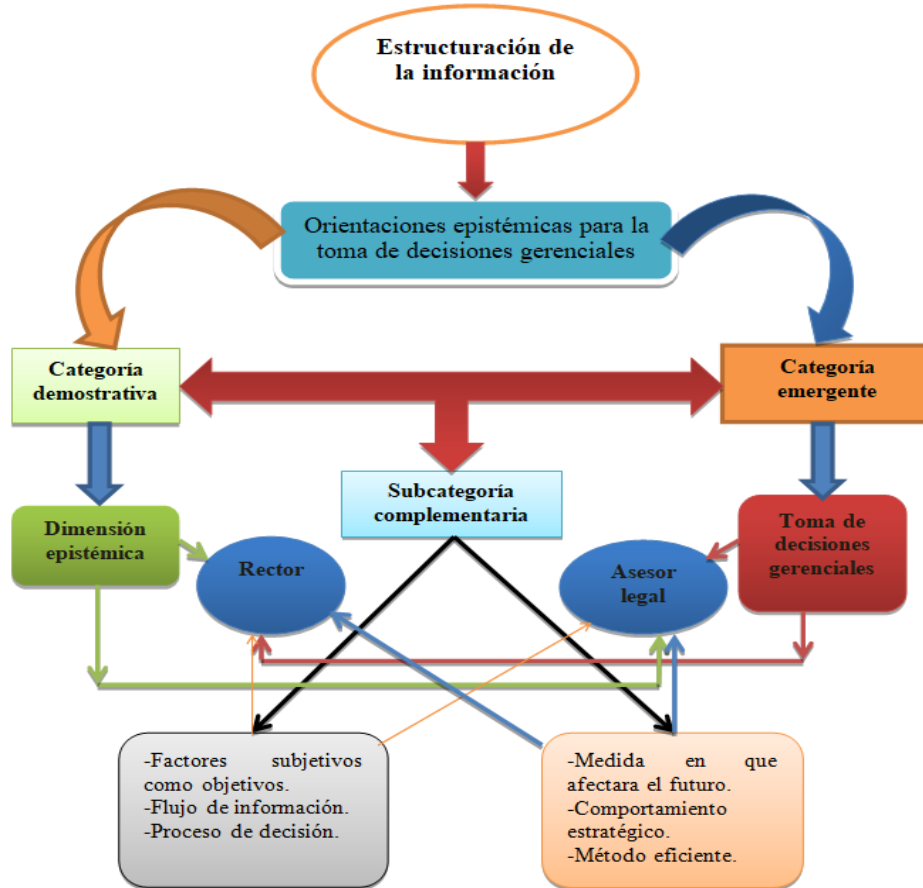 Estructuración de
la información
Orientaciones epistémicas para la
toma de decisiones gerenciales
Categoría
demostrativa
Categoría
emergente
Subcategoría
complementaria
Dimensión
epistémica
Rector
Asesor
legal
Toma de
decisiones
gerenciales
-Factores subjetivos
como objetivos.
-Flujo de información.
-Proceso de decisión.
-Medida en que
afectara el futuro.
-Comportamiento
estratégico.
-Método eficiente.